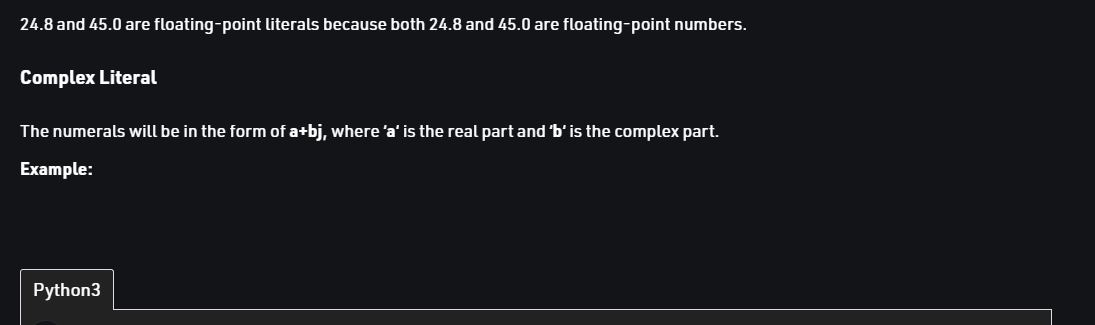 24.8 and 45.0 are floating-point literals because both 24.8 and 45.0 are floating-point numbers.
Complex Literal
The numerals will be in the form of a+bj, where ‘a‘ is the real part and ‘b‘ is the complex part.
Example:
Python3